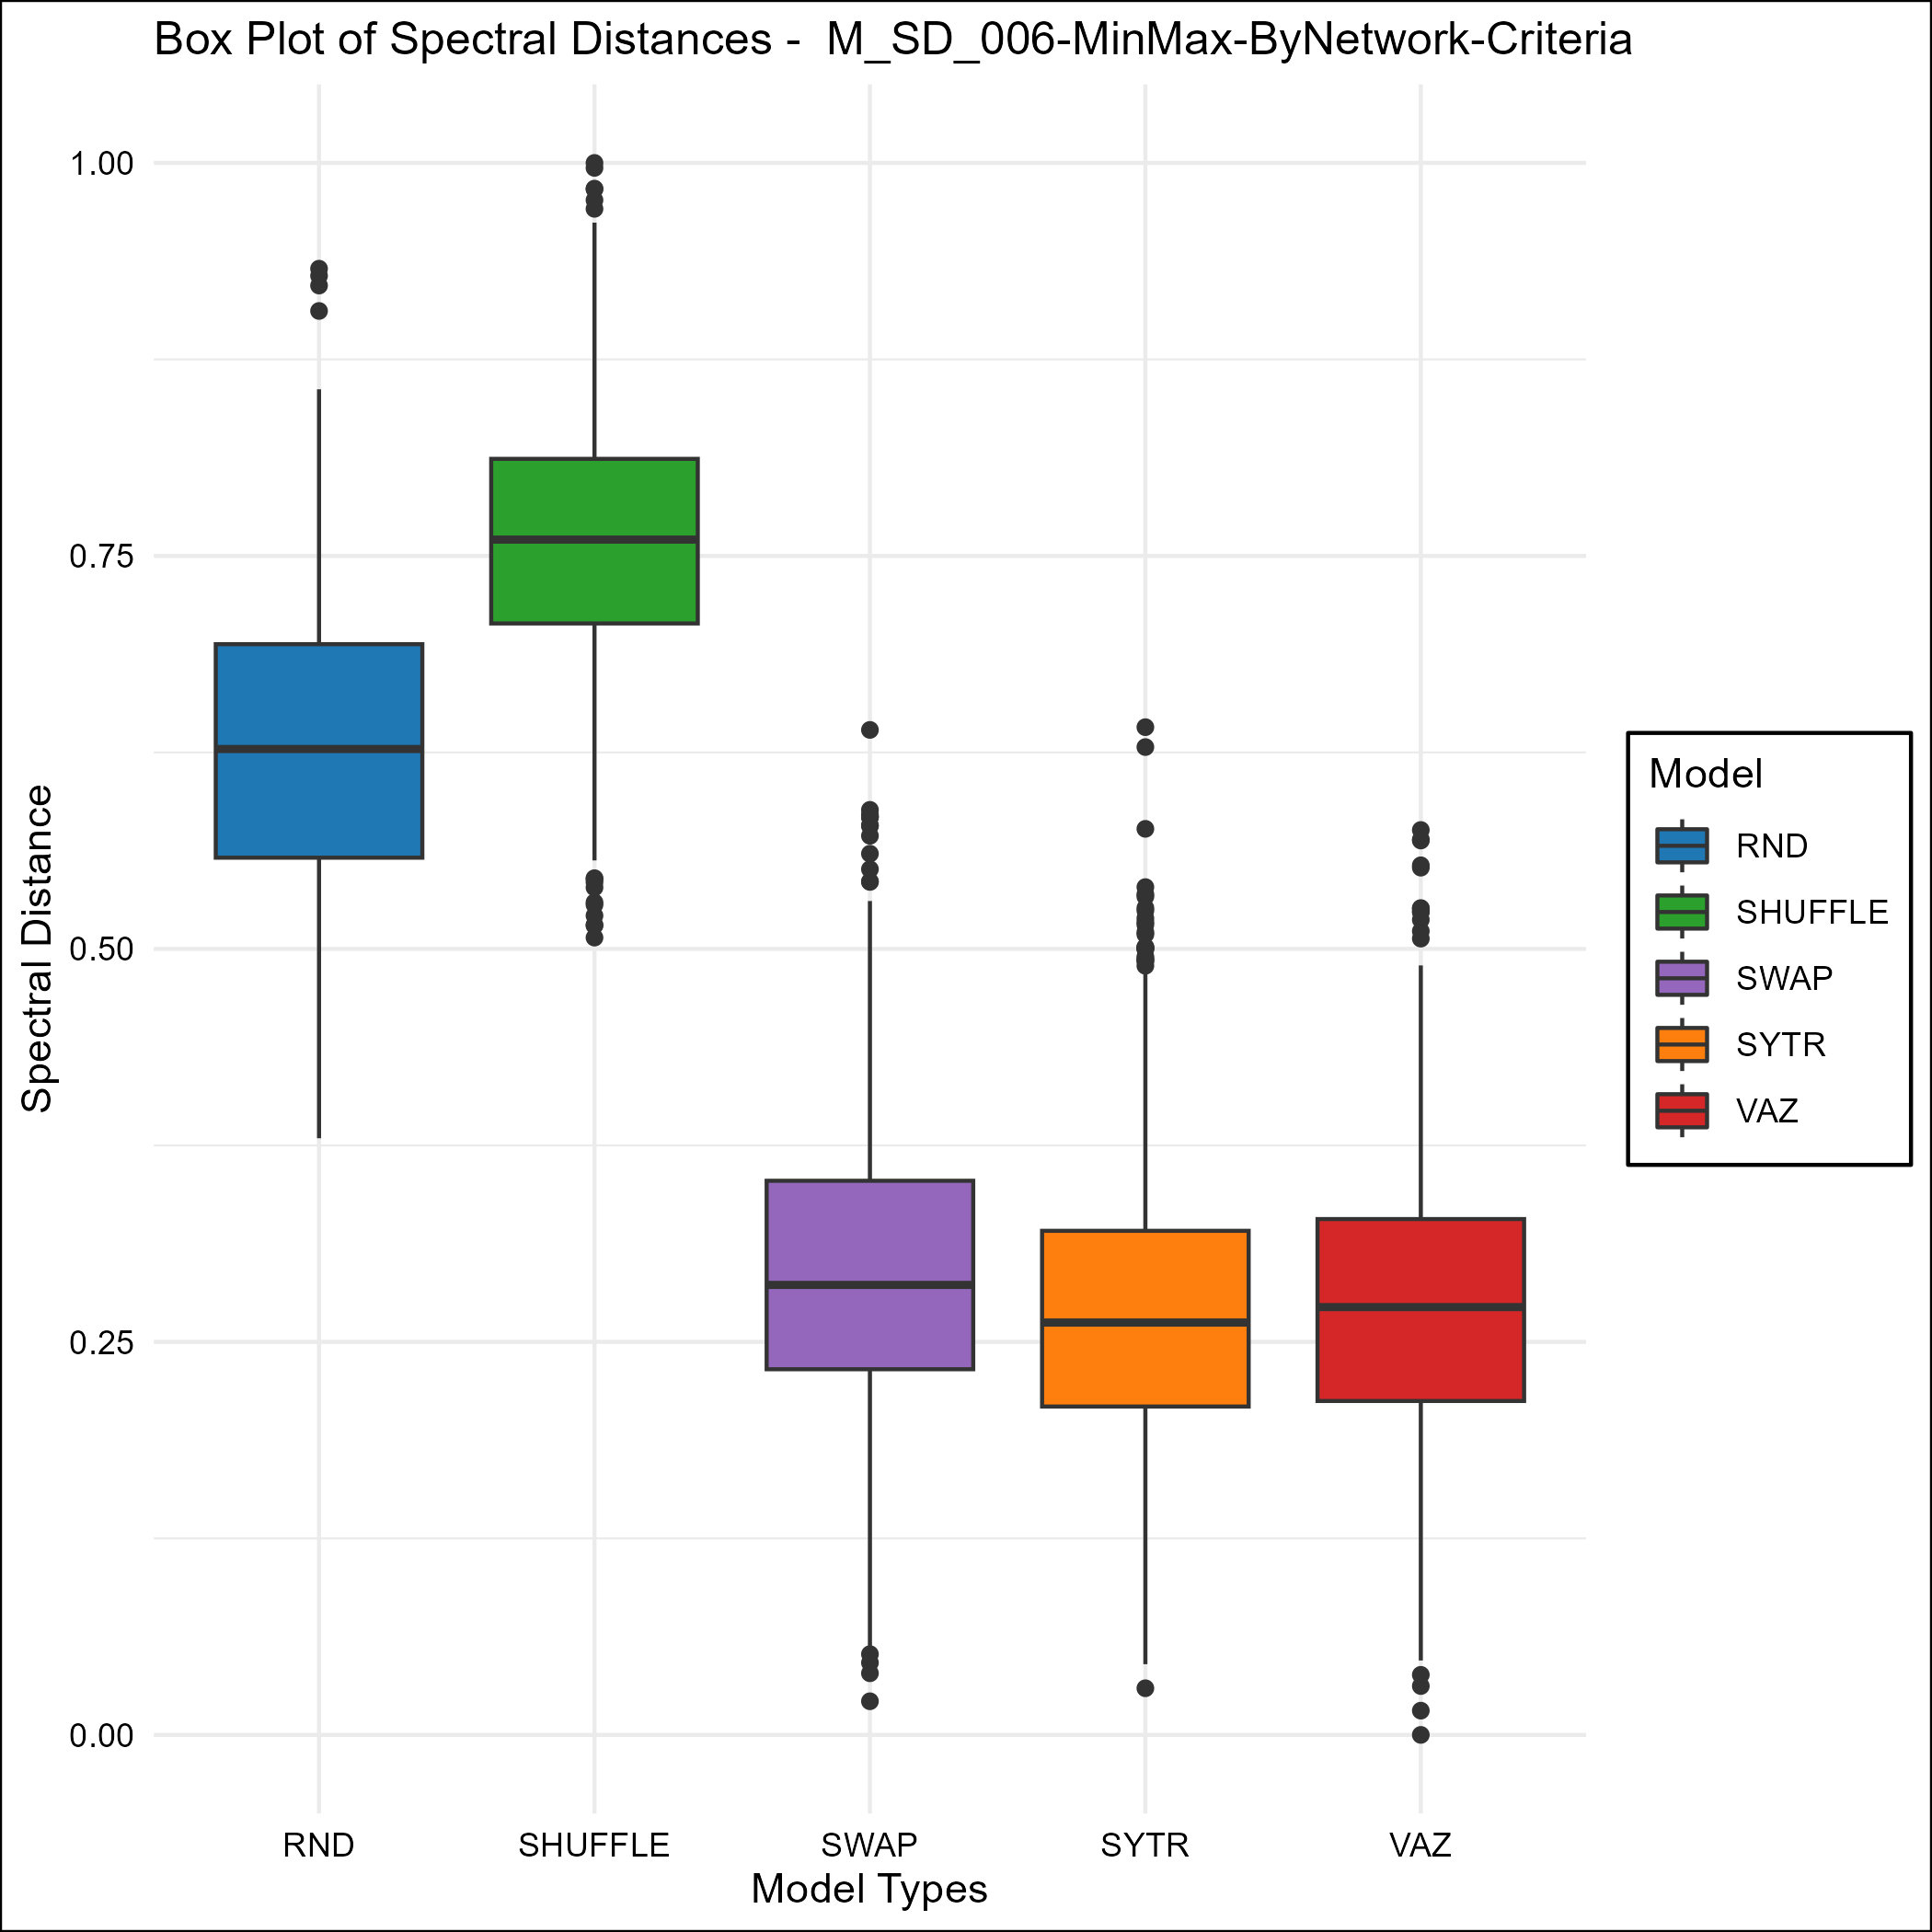 Box Plot of Spectral Distances -  M_SD_006-MinMax-ByNetwork-Criteria
1.00
0.75
0.50
0.25
0.00
Spectral Distance
RND
SHUFFLE
SWAP
SYTR
VAZ
Model Types
Model
RND
SHUFFLE
SWAP
SYTR
VAZ